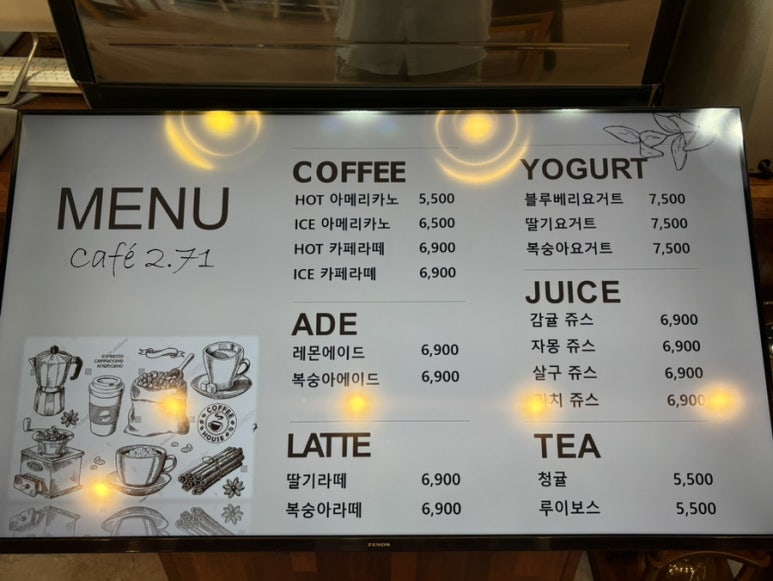 MENU
café 2.71
ESPRESSO
CAPPUCCINO
AMERICANO
COFFEE
HOUSE
COFFEE
HOT 아메리카노 5,500
ICE 아메리카노 6,500
HOT 카페라떼 6,900
ICE 카페라떼 6,900
ADE
레몬에이드 6,900
복숭아에이드 6,900
LATTE
딸기라떼 6,900
복숭아라떼 6,900
YOGURT
블루베리요거트 7,500
딸기요거트 7,500
복숭아요거트 7,500
JUICE
감귤 쥬스 6,900
자몽 쥬스 6,900
살구 쥬스 6,900
쥬스 6,900
TEA
청귤 5,500
루이보스 5,500
ZENOS